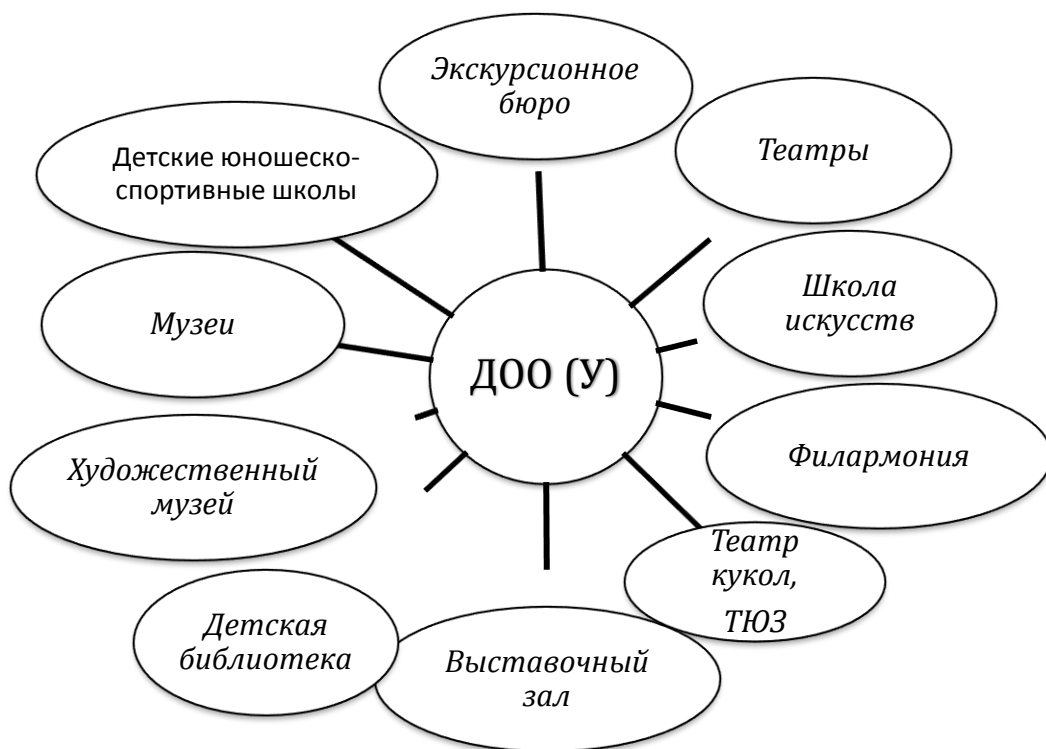 Экскурсионное
бюро
Театры
Детские юношеско-
спортивные школы
Школа
искусств
Музеи
ДОО (У)
Филармония
Художественный
музей
Театр
кукол,
ТЮЗ
Детская
библиотека
Выставочный
зал